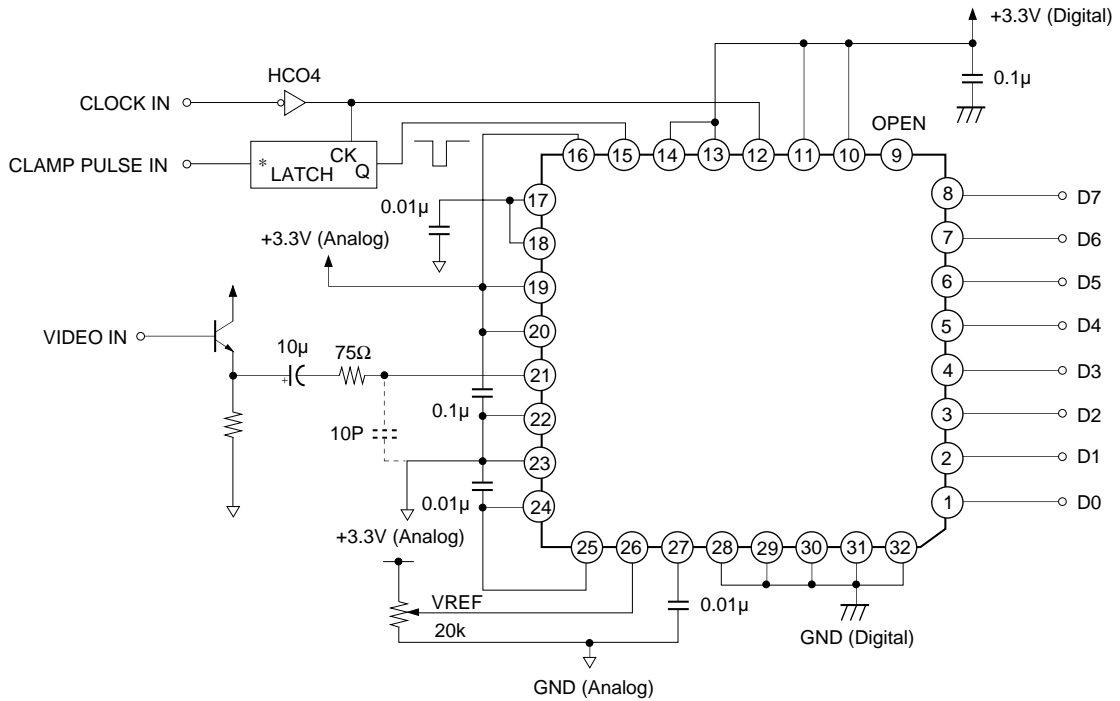 +3.3V (Digital)
HCO4
0.1µ
CLOCK IN
OPEN
CLAMP PULSE IN
* LATCH
CK
Q
16
15
14
13
12
11
10
9
17
8
D7
0.01µ
18
7
D6
+3.3V (Analog)
19
6
D5
20
5
D4
VIDEO IN
10µ
+
75Ω
21
4
D3
0.1µ
22
3
D2
10P
23
2
D1
0.01µ
24
1
D0
+3.3V (Analog)
25
26
27
28
29
30
31
32
VREF
0.01µ
20k
GND (Digital)
GND (Analog)